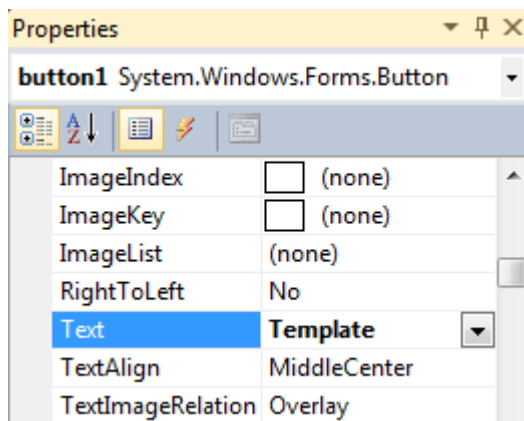 Properties
button1 System.Windows.Forms.Button
A
Z
ImageIndex (none)
ImageKey (none)
ImageList (none)
RightToLeft No
Text Template
TextAlign MiddleCenter
TextImageRelation Overlay